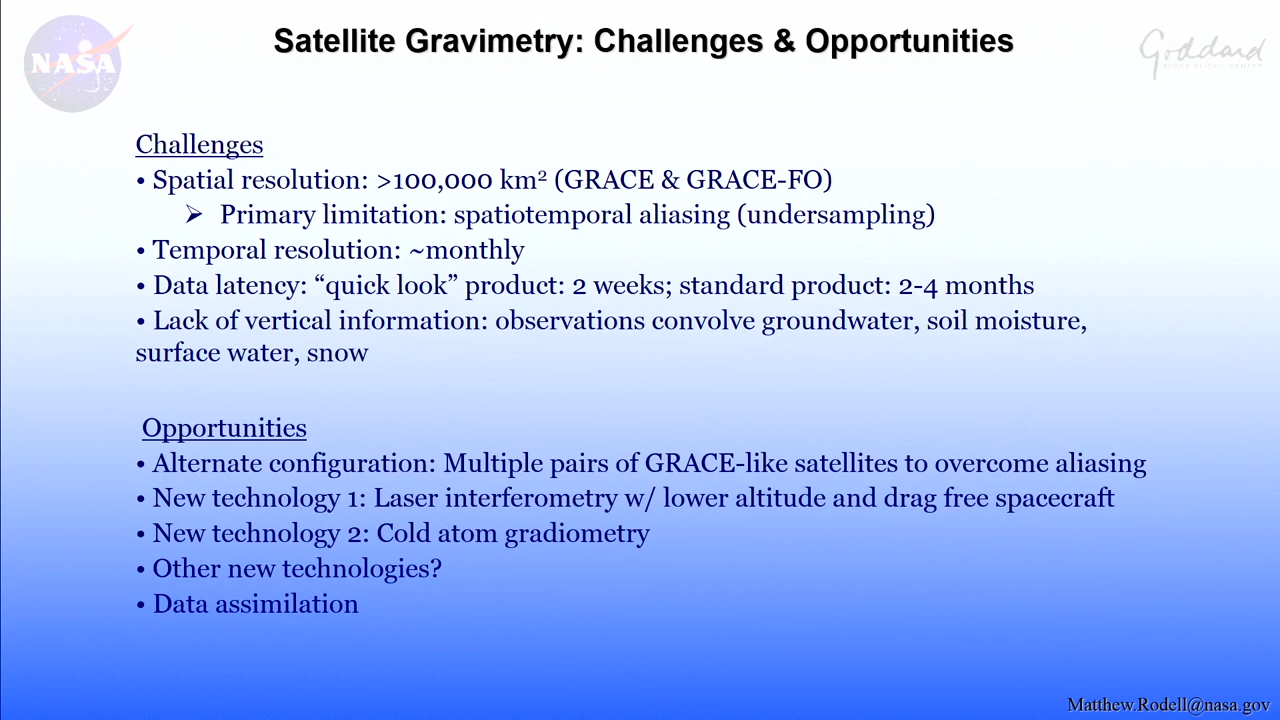 NASA
Satellite Gravimetry: Challenges & Opportunities
Goddard
SPACE FLIGHT CENTER
Challenges
• Spatial resolution: >100,000 km² (GRACE & GRACE-FO)
➢ Primary limitation: spatiotemporal aliasing (undersampling)
• Temporal resolution: ~monthly
• Data latency: “quick look” product: 2 weeks; standard product: 2-4 months
• Lack of vertical information: observations convolve groundwater, soil moisture,
surface water, snow
Opportunities
• Alternate configuration: Multiple pairs of GRACE-like satellites to overcome aliasing
• New technology 1: Laser interferometry w/ lower altitude and drag free spacecraft
• New technology 2: Cold atom gradiometry
• Other new technologies?
• Data assimilation
Matthew.Rodell@nasa.gov